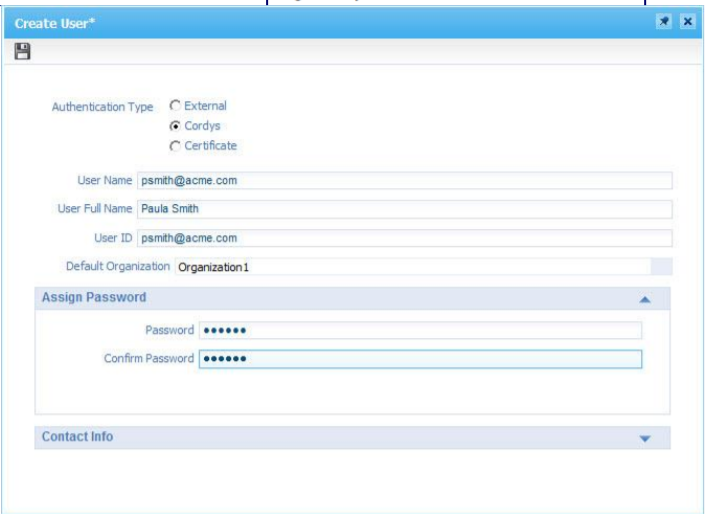 Create User*
Authentication Type External
Cordys
Certificate
User Name psmith@acme.com
User Full Name Paula Smith
User ID psmith@acme.com
Default Organization Organization1
Assign Password
Password ••••••
Confirm Password ••••••
Contact Info